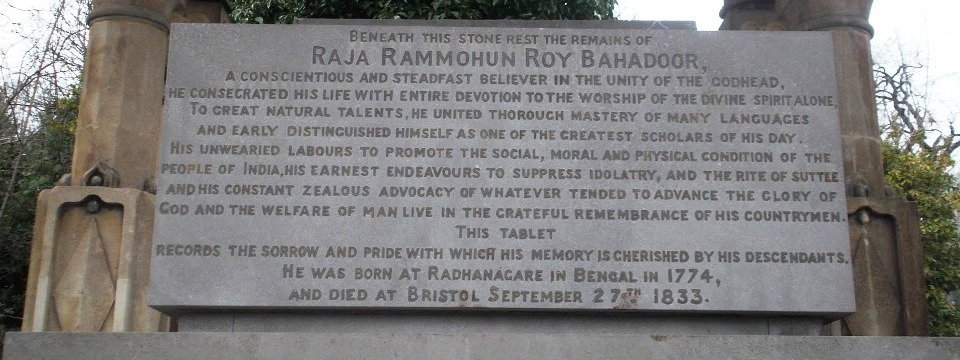 Beneath this stone rest the remains of
Raja Rammohun Roy Bahadoor,
a conscientious and steadfast believer in the unity of the Godhead,
he consecrated his life with entire devotion to the worship of the divine spirit alone.
To great natural talents, he united thorough mastery of many languages
and early distinguished himself as one of the greatest scholars of his day.
His unwearied labours to promote the social, moral and physical condition of the
people of India, his earnest endeavours to suppress idolatry, and the rite of suttee
and his constant zealous advocacy of whatever tended to advance the glory of
God and the welfare of man live in the grateful remembrance of his countrymen.
This tablet
records the sorrow and pride with which his memory is cherished by his descendants.
He was born at Radhanagare in Bengal in 1774,
and died at Bristol September 27th 1833.